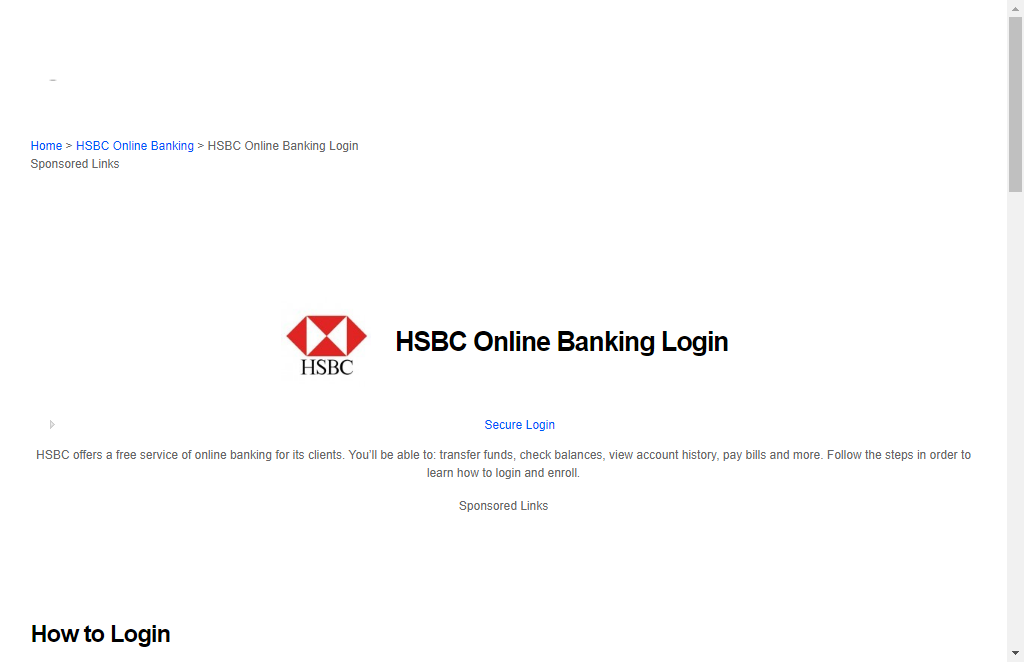 Home > HSBC Online Banking > HSBC Online Banking Login
Sponsored Links
HSBC
HSBC Online Banking Login
Secure Login
HSBC offers a free service of online banking for its clients. You'll be able to: transfer funds, check balances, view account history, pay bills and more. Follow the steps in order to
learn how to login and enroll.
Sponsored Links
How to Login